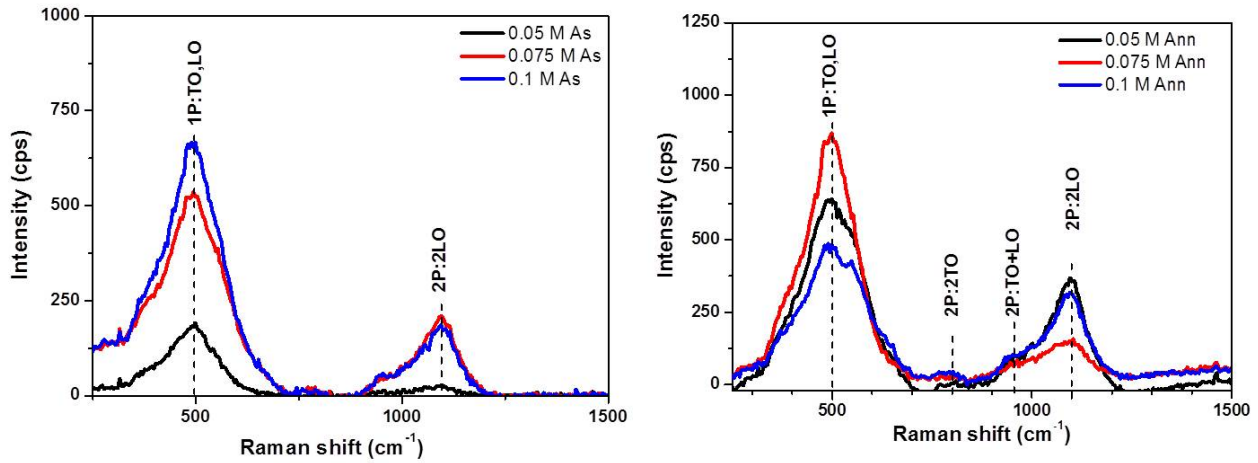 1000
750
500
250
0
Intensity (cps)
1P:TO,LO
2P:2LO
0.05 M As
0.075 M As
0.1 M As
500
1000
1500
Raman shift (cm⁻¹)
1250
1000
750
500
250
0
Intensity (cps)
1P:TO,LO
2P:2TO
2P:TO+LO
2P:2LO
0.05 M Ann
0.075 M Ann
0.1 M Ann
500
1000
1500
Raman shift (cm⁻¹)